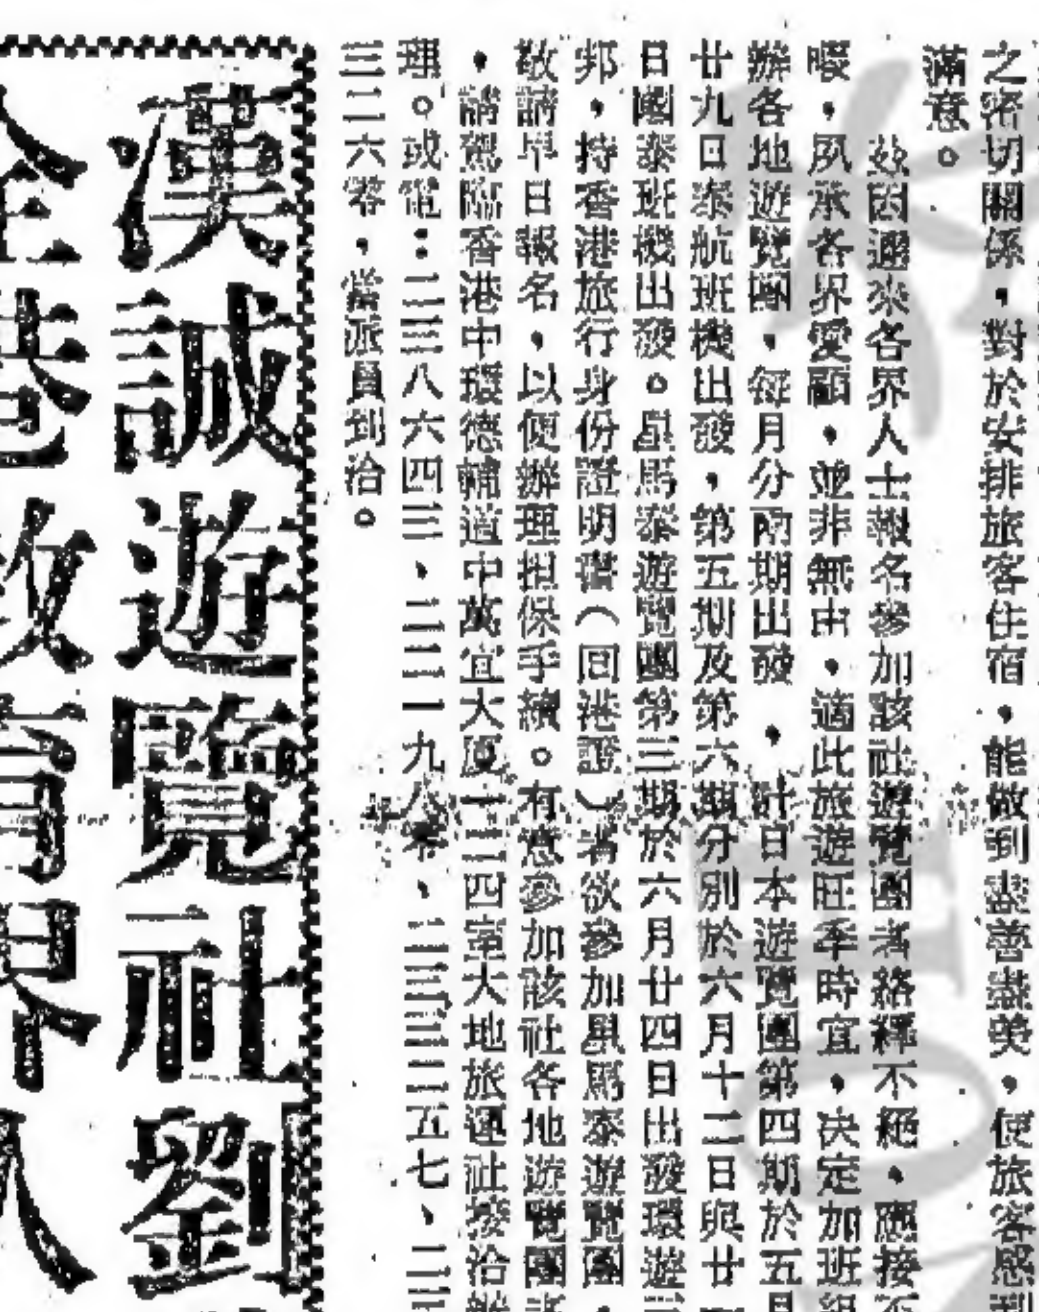 之密切關係，對於安排旅客住宿，能做到盡善盡美，使旅客感到
滿意。
茲因邇來各界人士報名參加該社遊覽團者絡繹不絕，應接不
暇，夙承各界愛顧，並非無由，適此旅遊旺季時宜，決定加班
辦各地遊覽團，每月分兩期出發，計日本遊覽團第四期於五月
廿九日泰航班機出發，第五期及第六期分別於六月十二日與廿
日國泰班機出發。星馬泰遊覽團第三期於六月廿四日出發環遊三
邦，持香港旅行身份證明書（回港證）者欲參加星馬泰遊覽團，
敬請早日報名，以便辦理担保手續。有意參加該社各地遊覽團
，請駕臨香港中環德輔道中萬宜大厦一三四室大地旅運社接洽辦
理。或電：二三三八六四三、二二二一九八
三二六零，當派員到洽。
漢誠遊覽社劉
全港教育界人